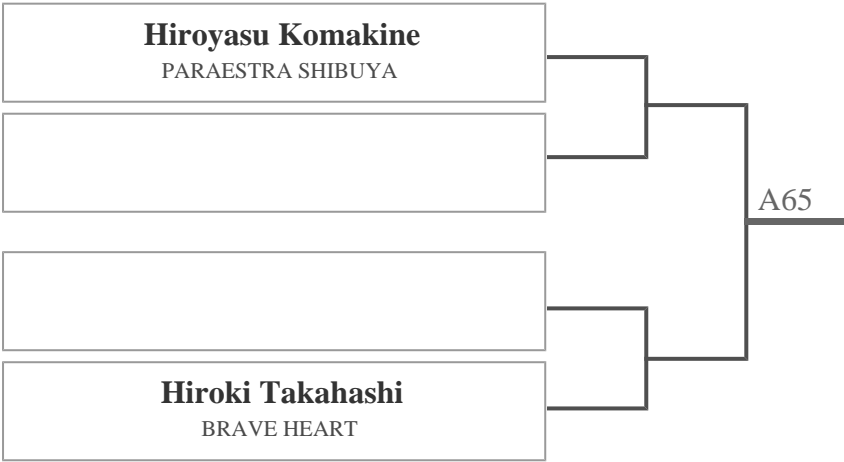 Hiroyasu Komakine
PARAESTRA SHIBUYA
A65
Hiroki Takahashi
BRAVE HEART